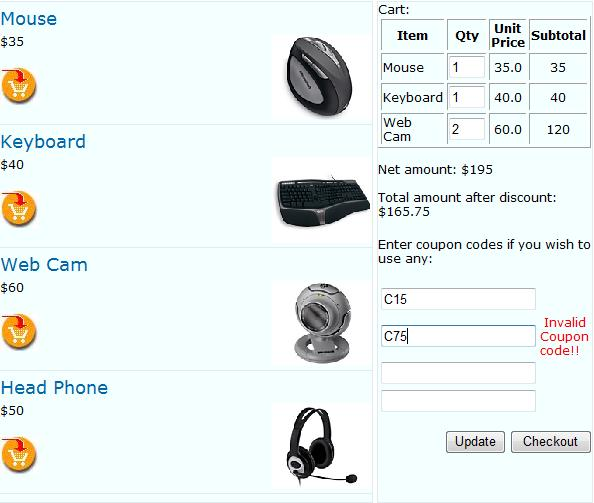 Mouse
$35
Keyboard
$40
Web Cam
$60
Head Phone
$50
Cart:
Item Qty Unit Price Subtotal
Mouse 1 35.0 35
Keyboard 1 40.0 40
Web Cam 2 60.0 120
Net amount: $195
Total amount after discount:
$165.75
Enter coupon codes if you wish to
use any:
C15
C75
Invalid
Coupon
code!!
Update Checkout